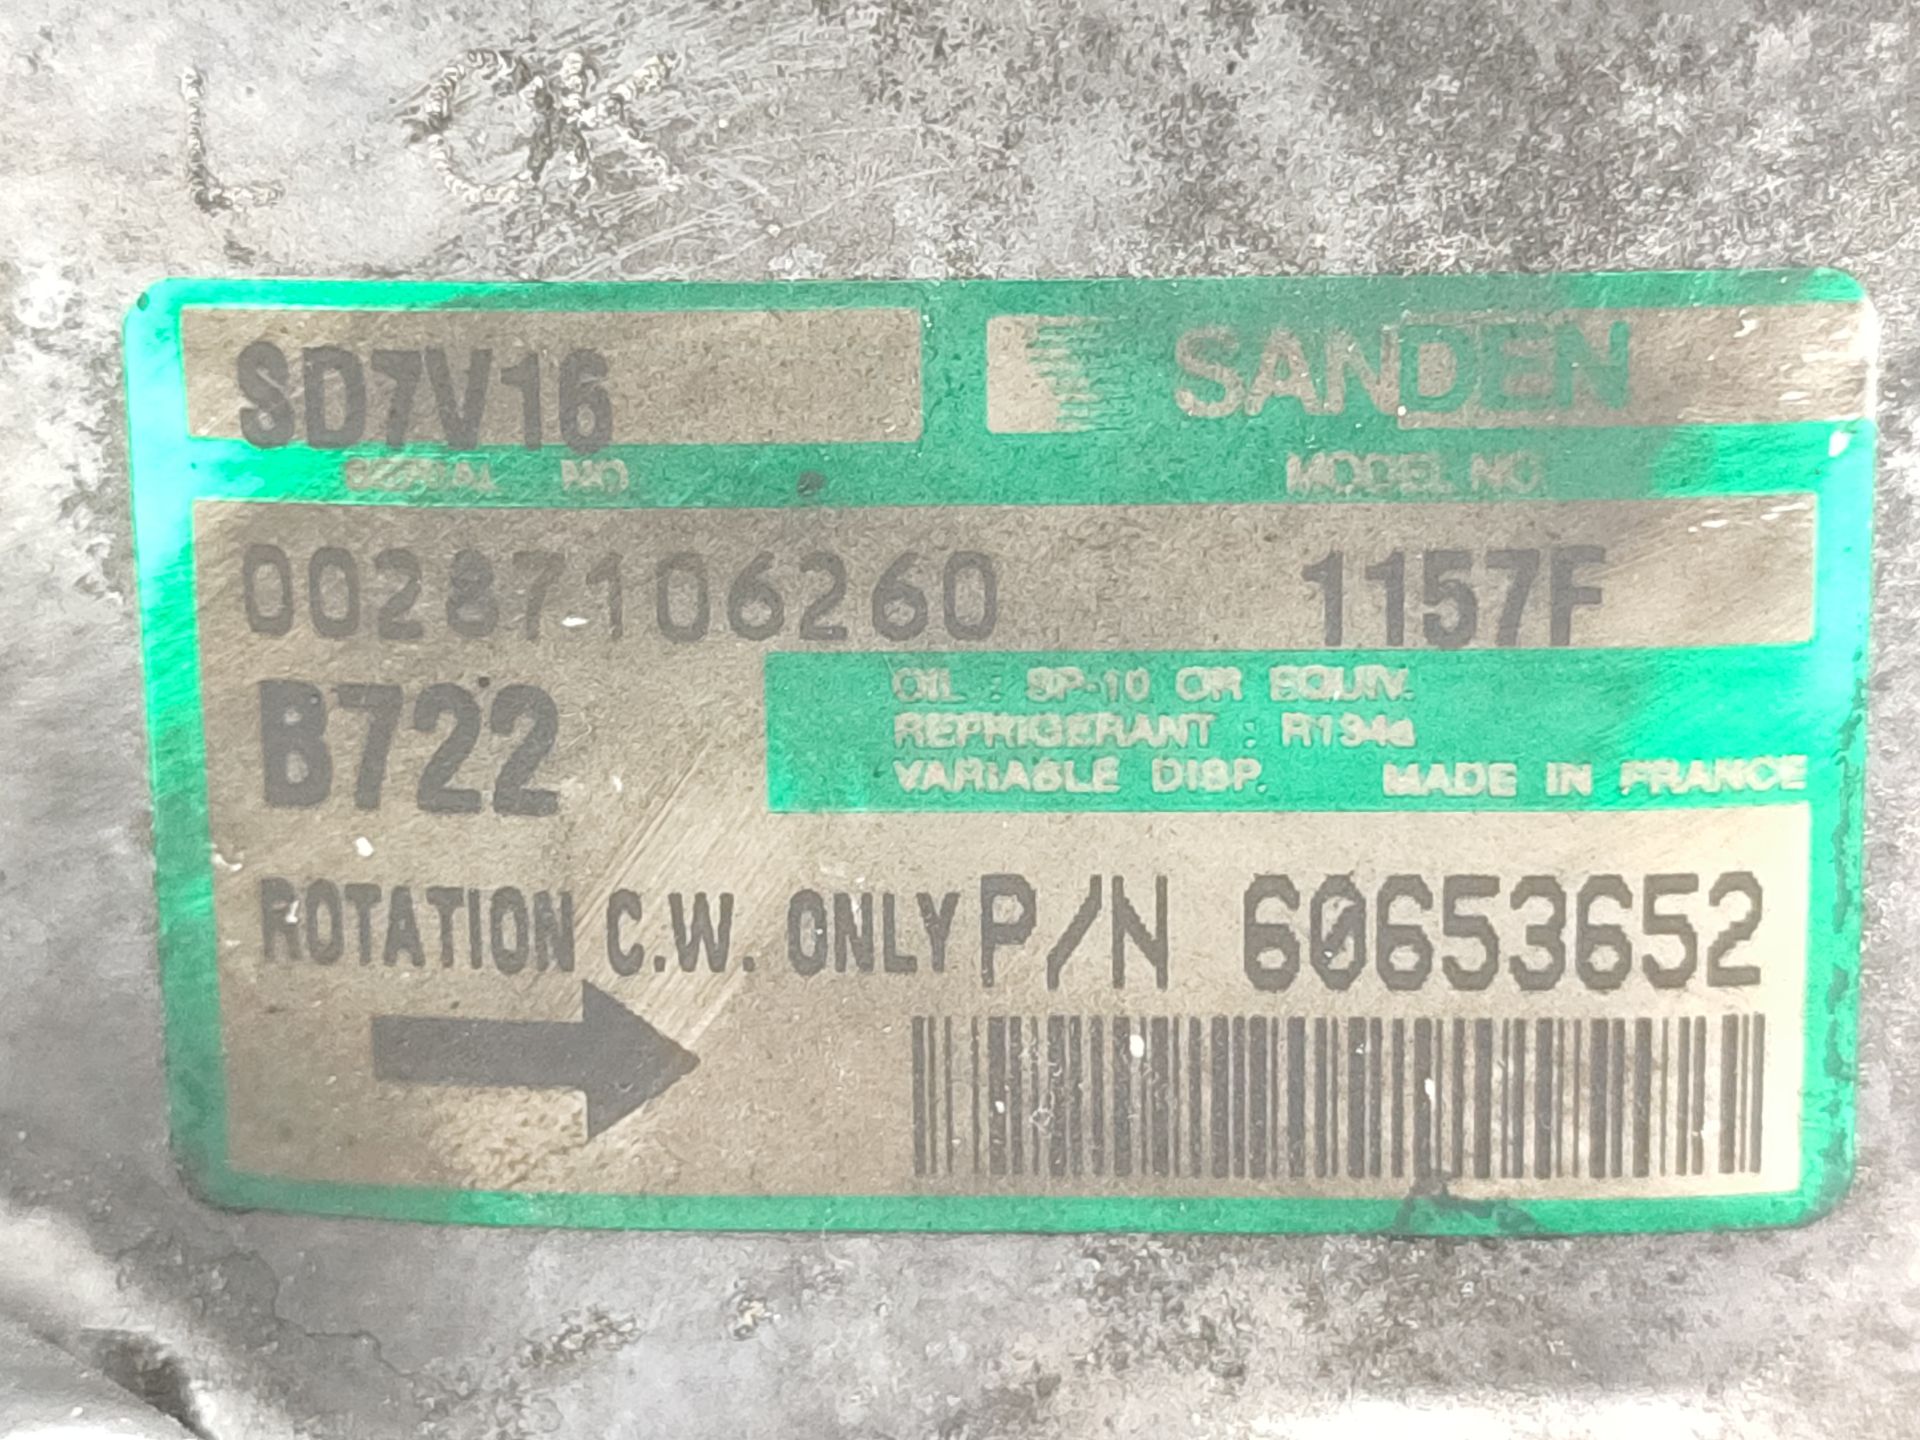 L OK
SD7V16 SANDEN
SERIAL NO MODEL NO
00287106260 1157F
B722
OIL : SP-10 OR EQUIV.
REFRIGERANT : R134a
VARIABLE DISP. MADE IN FRANCE
ROTATION C.W. ONLY P/N 60653652